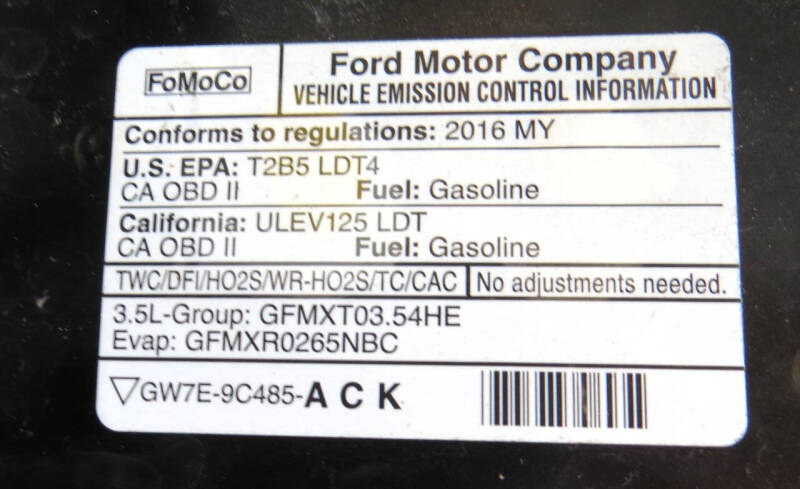 FoMoCo
Ford Motor Company
VEHICLE EMISSION CONTROL INFORMATION
Conforms to regulations: 2016 MY
U.S. EPA: T2B5 LDT4
CA OBD II Fuel: Gasoline
California: ULEV125 LDT
CA OBD II Fuel: Gasoline
TWC/DFI/HO2S/WR-HO2S/TC/CAC No adjustments needed.
3.5L-Group: GFMXT03.54HE
Evap: GFMXR0265NBC
▽GW7E-9C485-A C K